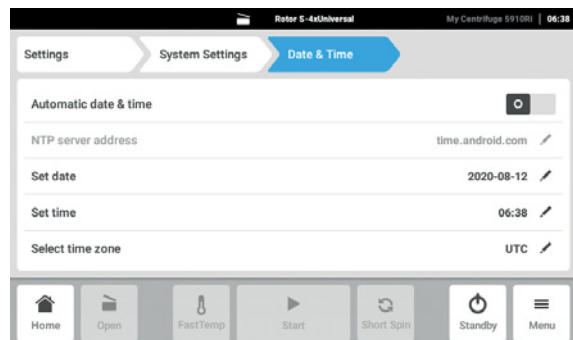 Rotor S-4xUniversal My Centrifuge 5910Ri | 06:38
Settings System Settings Date & Time
Automatic date & time
NTP server address time.android.com
Set date 2020-08-12
Set time 06:38
Select time zone UTC
Home Open FastTemp Start Short Spin Standby Menu